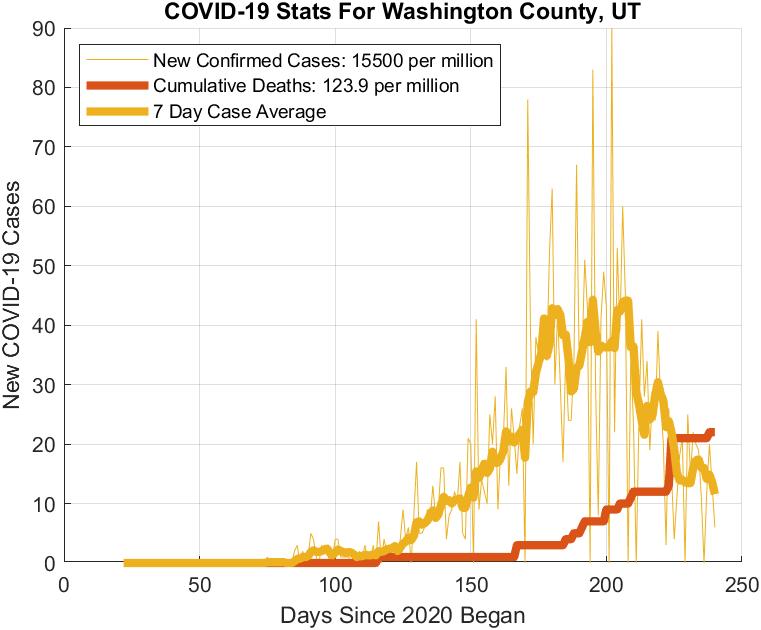 COVID-19 Stats For Washington County, UT
New Confirmed Cases: 15500 per million
Cumulative Deaths: 123.9 per million
7 Day Case Average
New COVID-19 Cases
90
80
70
60
50
40
30
20
10
0
0 50 100 150 200 250
Days Since 2020 Began